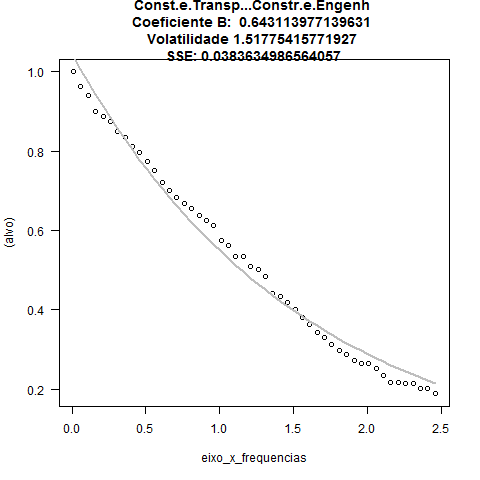 Const.e.Transp...Constr.e.Engenh
Coeficiente B: 0.643113977139631
Volatilidade 1.51775415771927
SSE: 0.0383634986564057
(alvo)
1.0
0.8
0.6
0.4
0.2
0.0 0.5 1.0 1.5 2.0 2.5
eixo_x_frequencias